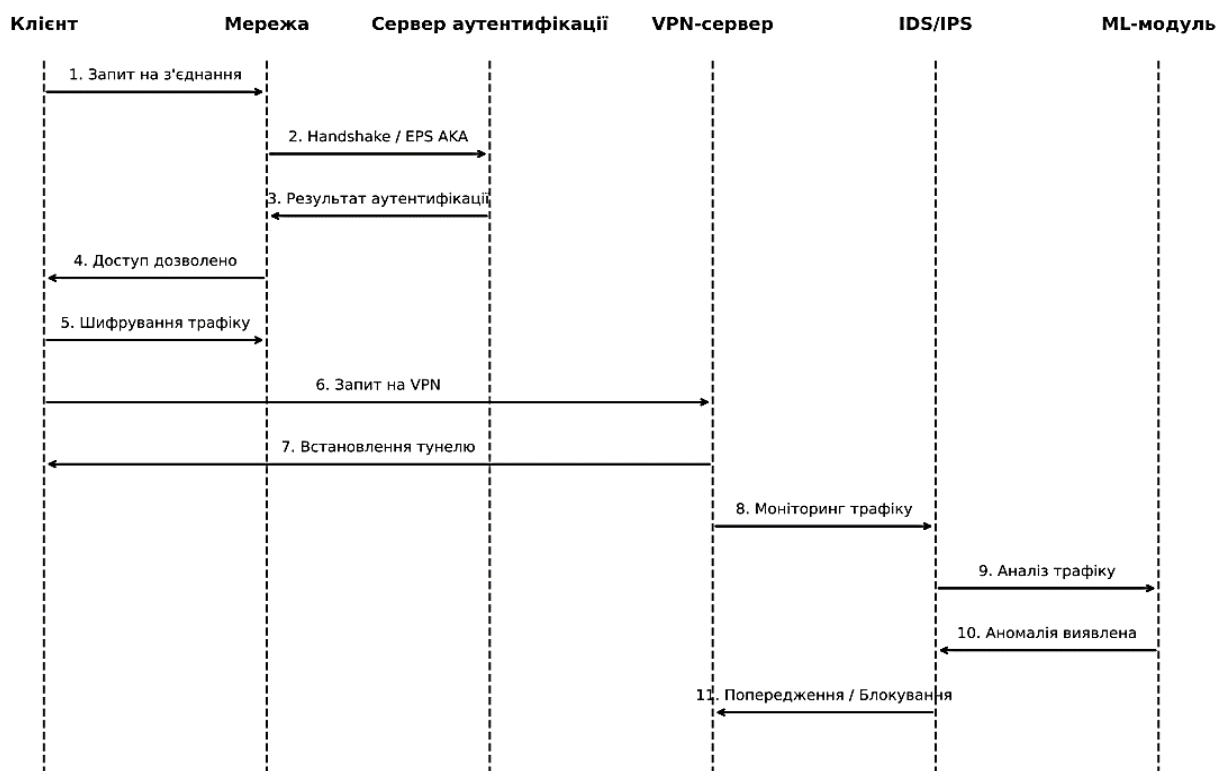 Клієнт Мережа Сервер аутентифікації VPN-сервер IDS/IPS ML-модуль
1. Запит на з'єднання
2. Handshake / EPS AKA
3. Результат аутентифікації
4. Доступ дозволено
5. Шифрування трафіку
6. Запит на VPN
7. Встановлення тунелю
8. Моніторинг трафіку
9. Аналіз трафіку
10. Аномалія виявлена
11. Попередження / Блокування